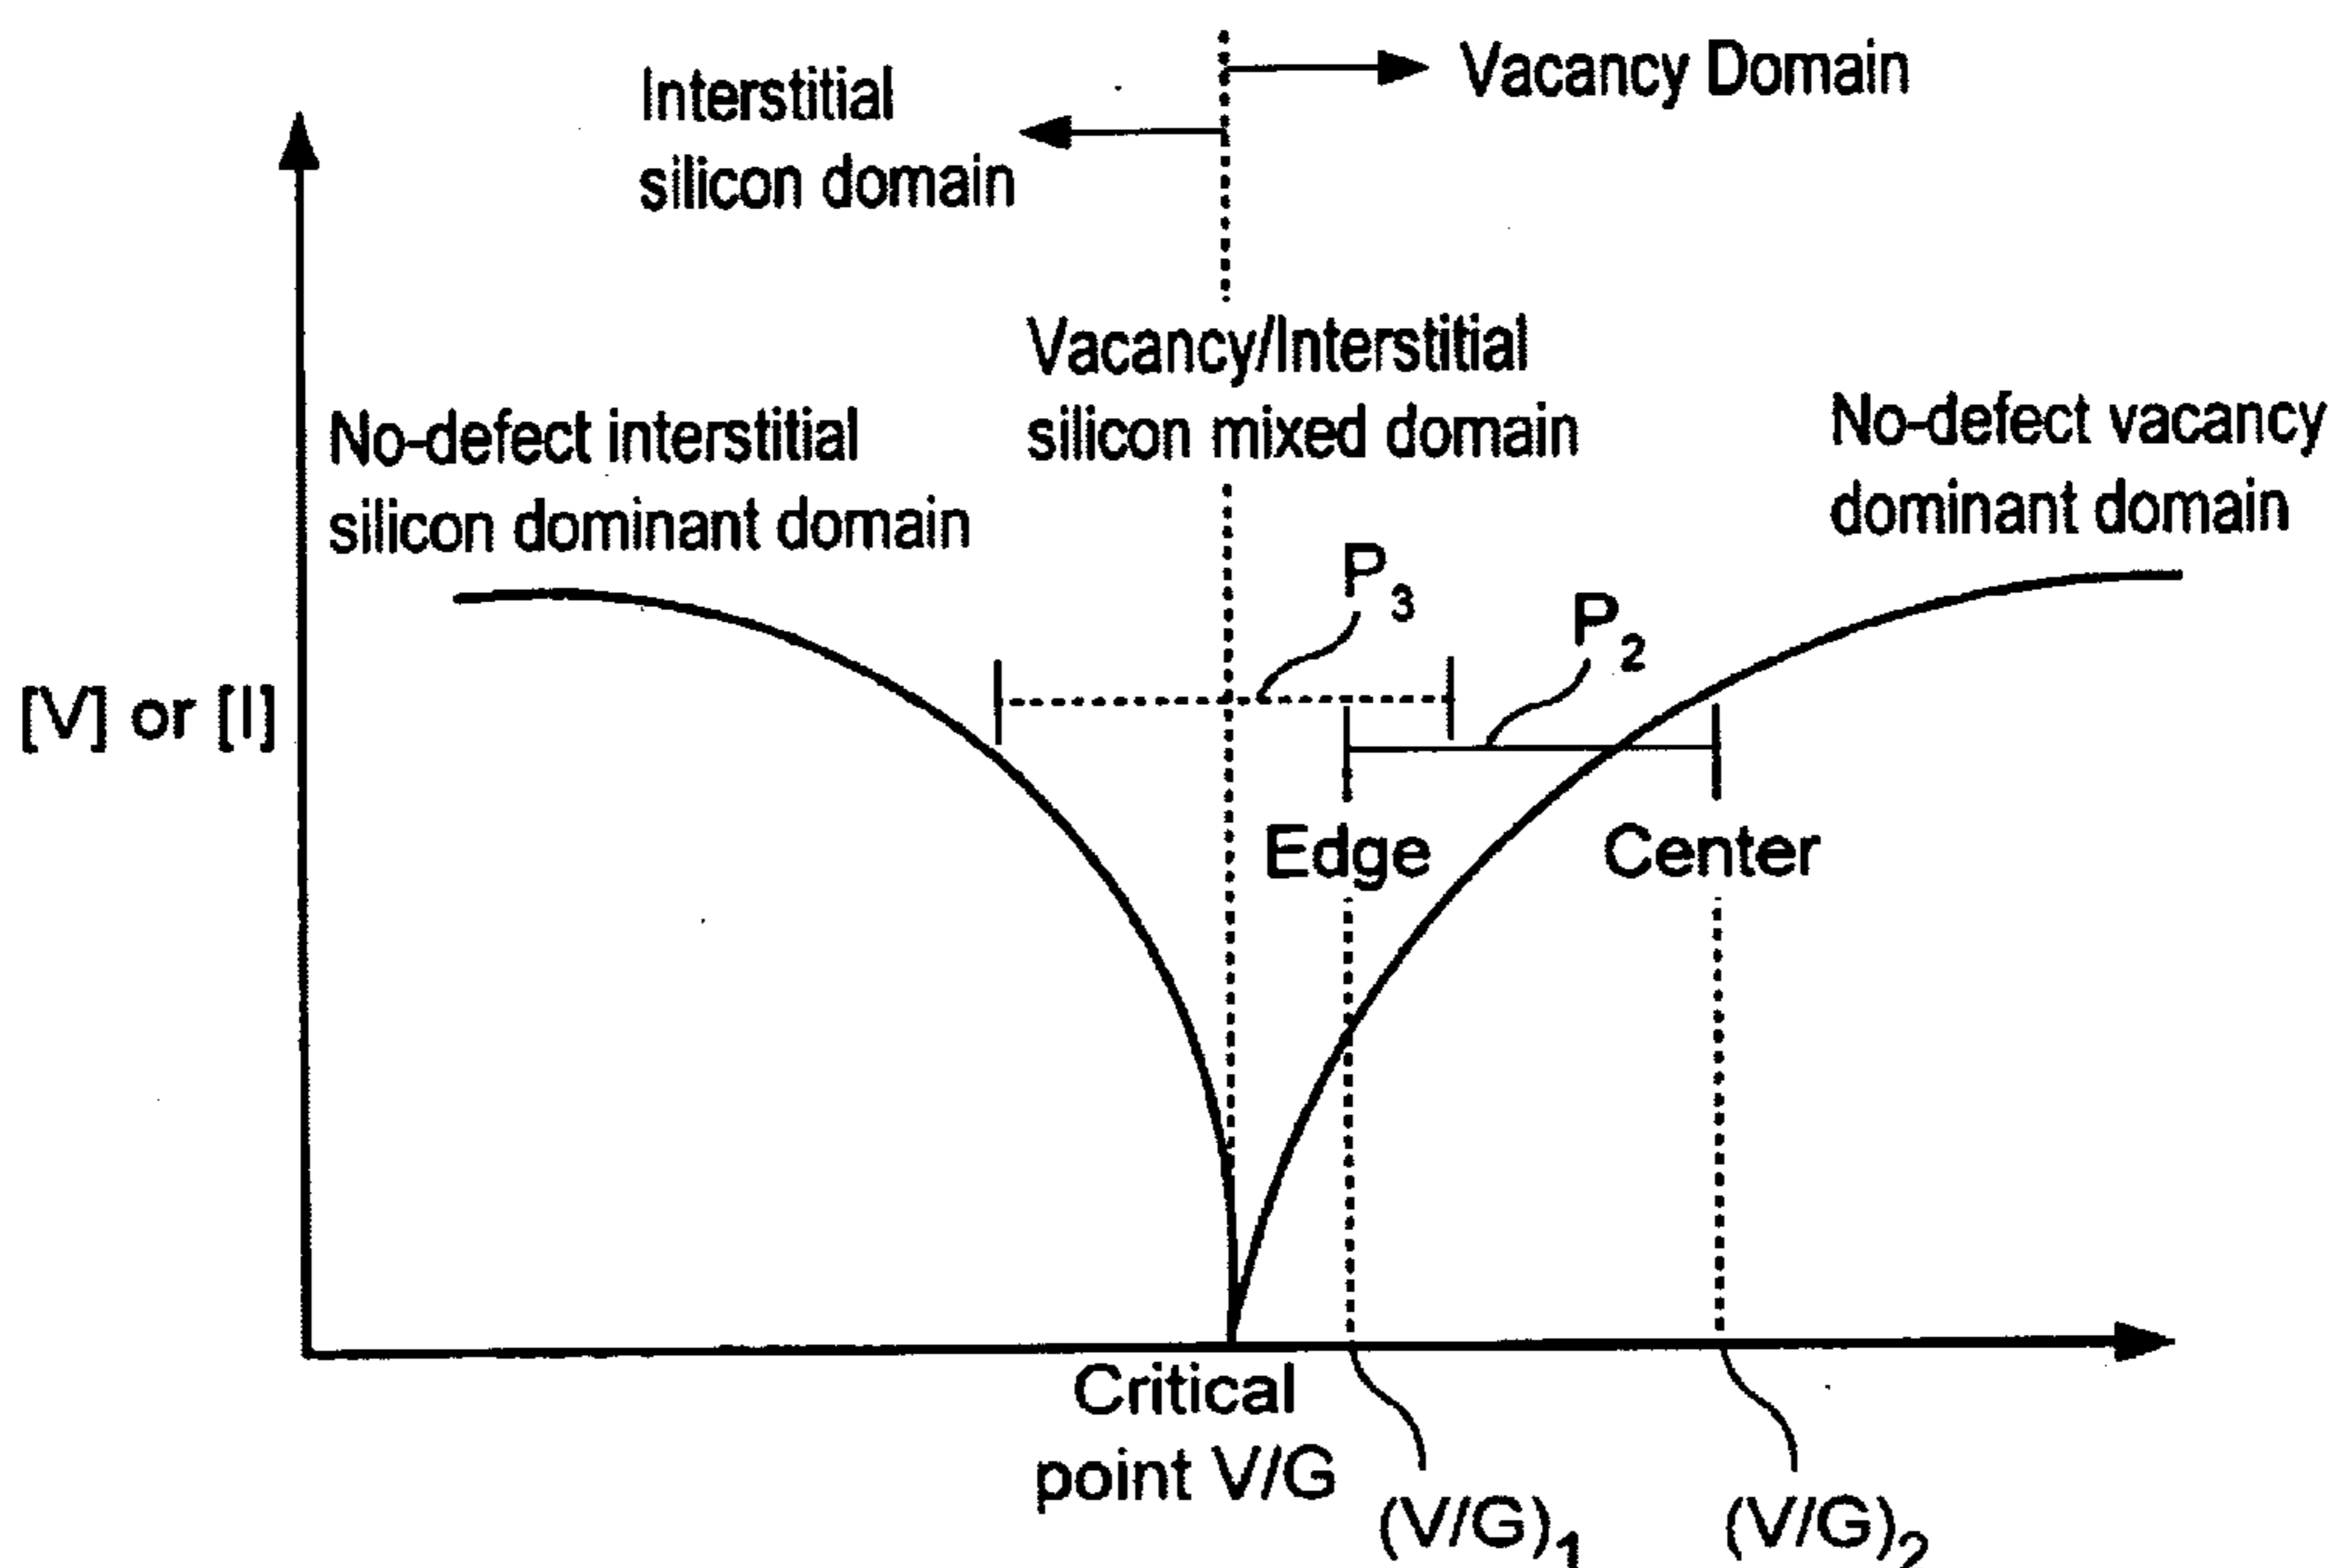 Interstitial
silicon domain
Vacancy Domain
Vacancy/Interstitial
silicon mixed domain
No-defect interstitial
silicon dominant domain
No-defect vacancy
dominant domain
P3
P2
[V] or [I]
Edge
Center
Critical
point V/G
(V/G)1
(V/G)2